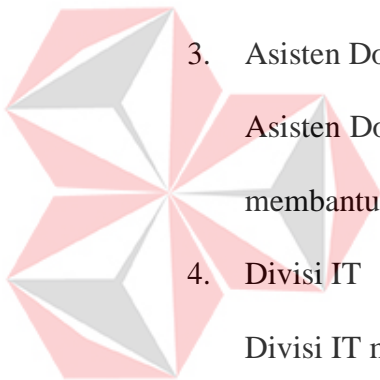 3. Asisten Do
Asisten Do
membantu
4. Divisi IT
Divisi IT